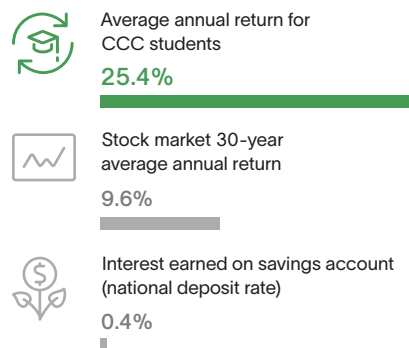 Average annual return for
CCC students
25.4%
Stock market 30-year
average annual return
9.6%
Interest earned on savings account
(national deposit rate)
0.4%